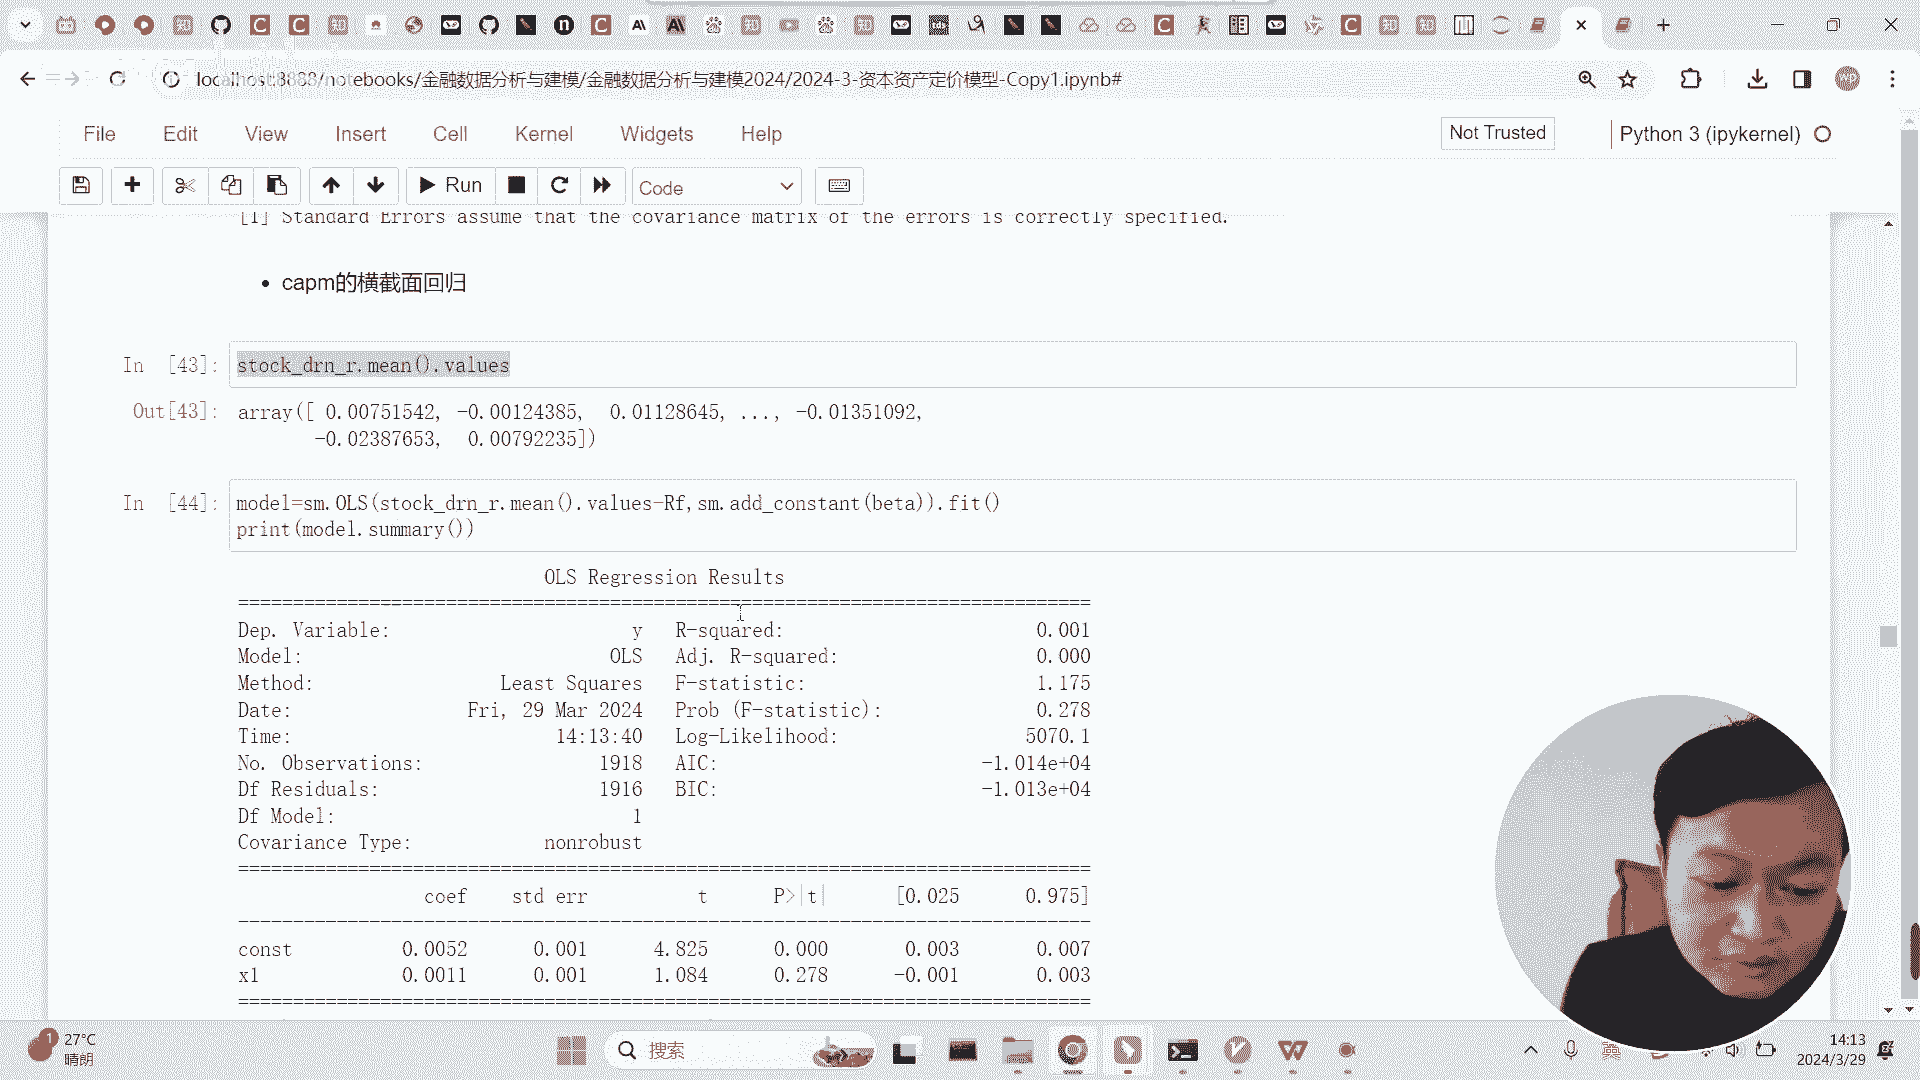 localhost:8888/notebooks/金融数据分析与建模/金融数据分析与建模2024/2024-3-资本资产定价模型-Copy1.ipynb#
File Edit View Insert Cell Kernel Widgets Help Not Trusted Python 3 (ipykernel)
Run Code
[1] Standard Errors assume that the covariance matrix of the errors is correctly specified.
• capm的横截面回归
In [43]: stock_drn_r.mean().values
Out[43]: array([ 0.00751542, -0.00124385, 0.01128645, ..., -0.01351092,
-0.02387653, 0.00792235])
In [44]: model=sm.OLS(stock_drn_r.mean().values-Rf,sm.add_constant(beta)).fit()
print(model.summary())
OLS Regression Results
==============================================================================
Dep. Variable: y R-squared: 0.001
Model: OLS Adj. R-squared: 0.000
Method: Least Squares F-statistic: 1.175
Date: Fri, 29 Mar 2024 Prob (F-statistic): 0.278
Time: 14:13:40 Log-Likelihood: 5070.1
No. Observations: 1918 AIC: -1.014e+04
Df Residuals: 1916 BIC: -1.013e+04
Df Model: 1
Covariance Type: nonrobust
==============================================================================
coef std err t P>|t| [0.025 0.975]
------------------------------------------------------------------------------
const 0.0052 0.001 4.825 0.000 0.003 0.007
x1 0.0011 0.001 1.084 0.278 -0.001 0.003
==============================================================================
1 27°C
晴朗
搜索
英
14:13
2024/3/29